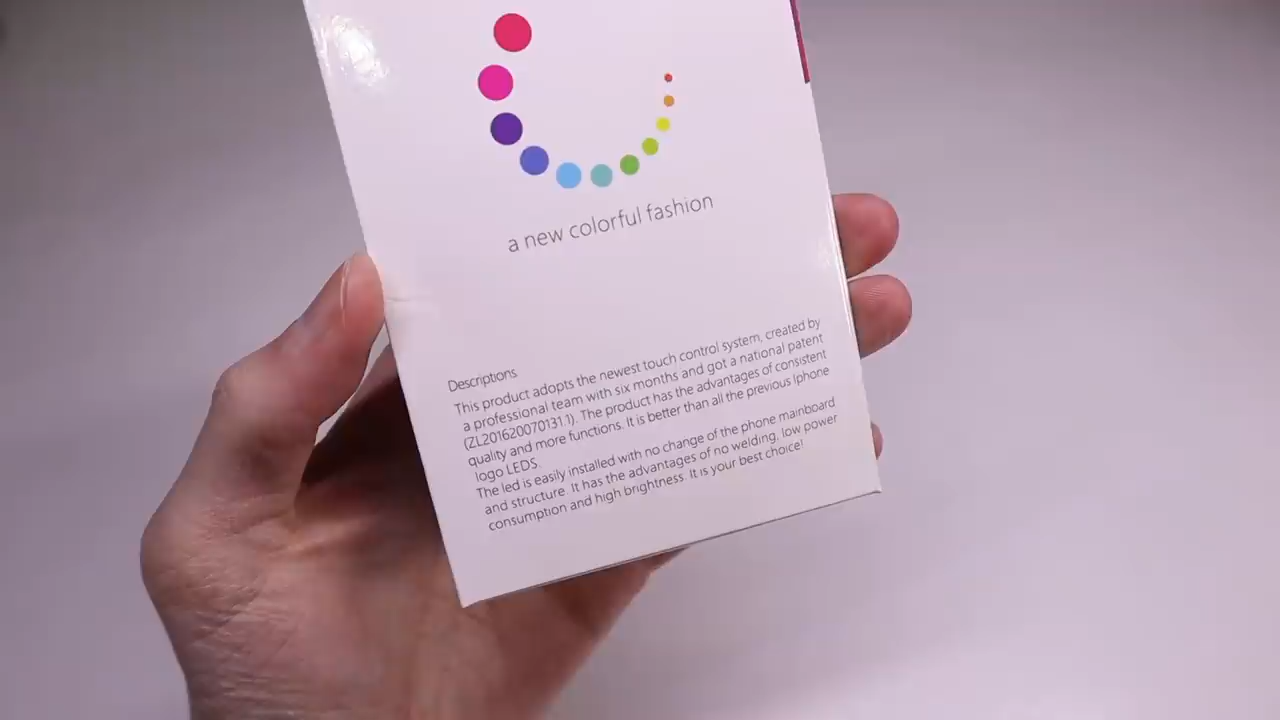 a new colorful fashion
Descriptions
This product adopts the newest touch control system, created by
a professional team with six months and got a national patent
(ZL201620070131.1). The product has the advantages of consistent
quality and more functions. It is better than all the previous Iphone
logo LEDS.
The led is easily installed with no change of the phone mainboard
and structure. It has the advantages of no welding, low power
consumption and high brightness. It is your best choice!